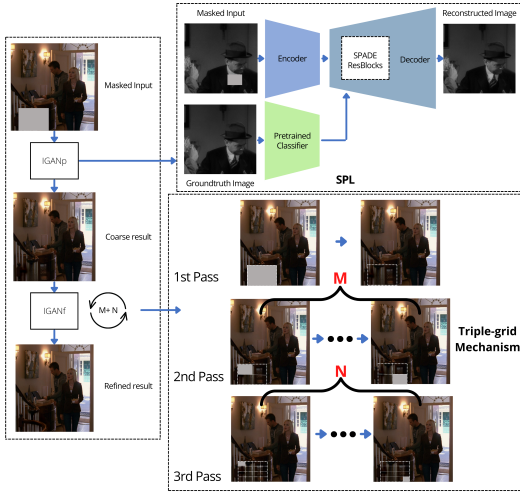 Masked Input
IGANp
Coarse result
IGANf
M+ N
Refined result
Masked Input
Reconstructed Image
Encoder
SPADE
ResBlocks
Decoder
Pretrained
Classifier
Groundtruth Image
SPL
1st Pass
M
2nd Pass
N
3rd Pass
Triple-grid
Mechanism